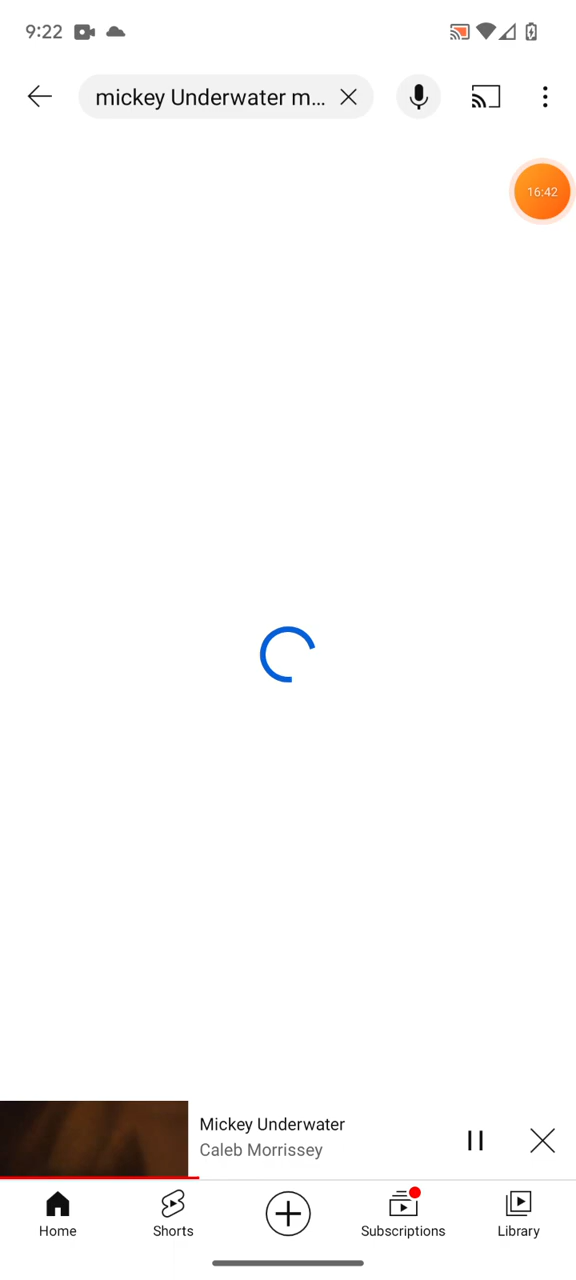 9:22
mickey Underwater m...
16:42
Mickey Underwater
Caleb Morrissey
Home
Shorts
Subscriptions
Library